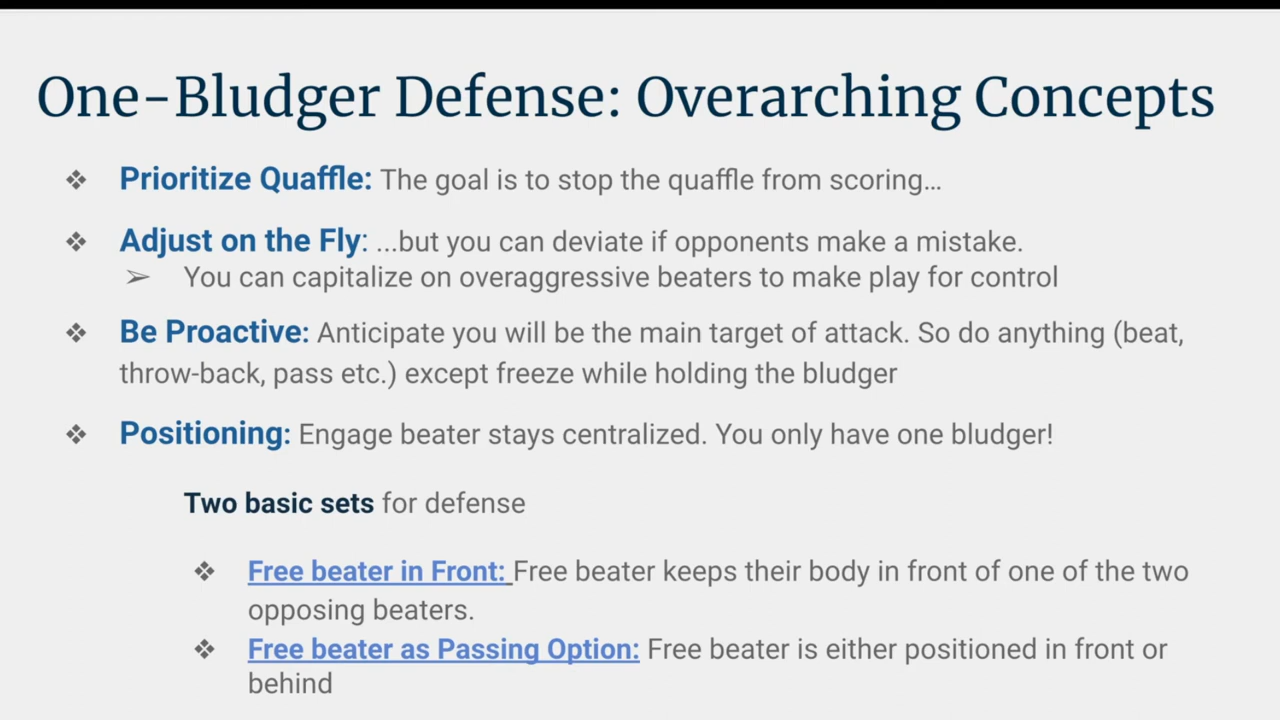 One-Bludger Defense: Overarching Concepts
❖ Prioritize Quaffle: The goal is to stop the quaffle from scoring…
❖ Adjust on the Fly: ...but you can deviate if opponents make a mistake.
➢ You can capitalize on overaggressive beaters to make play for control
❖ Be Proactive: Anticipate you will be the main target of attack. So do anything (beat,
throw-back, pass etc.) except freeze while holding the bludger
❖ Positioning: Engage beater stays centralized. You only have one bludger!
Two basic sets for defense
❖ Free beater in Front: Free beater keeps their body in front of one of the two
opposing beaters.
❖ Free beater as Passing Option: Free beater is either positioned in front or
behind